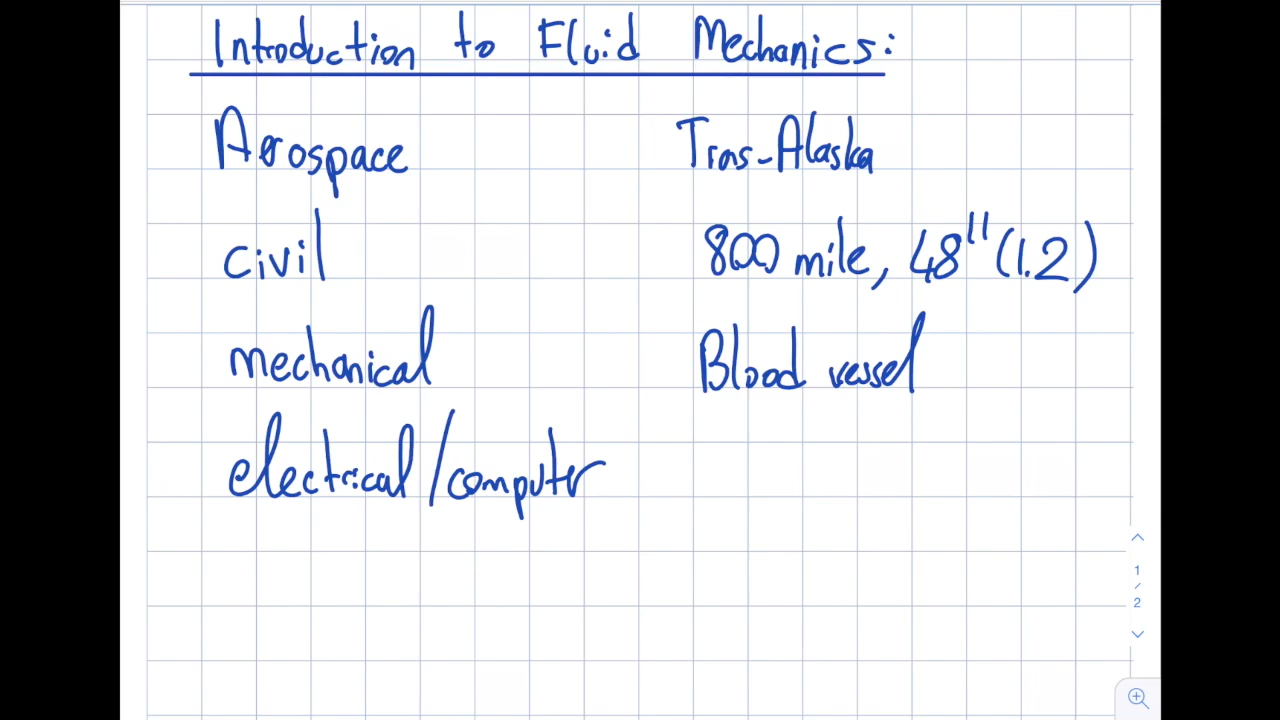 Introduction to Fluid Mechanics:
Aerospace
civil
mechanical
electrical/computer
Trans-Alaska
800 mile, 48" (1.2)
Blood vessel
1
/
2